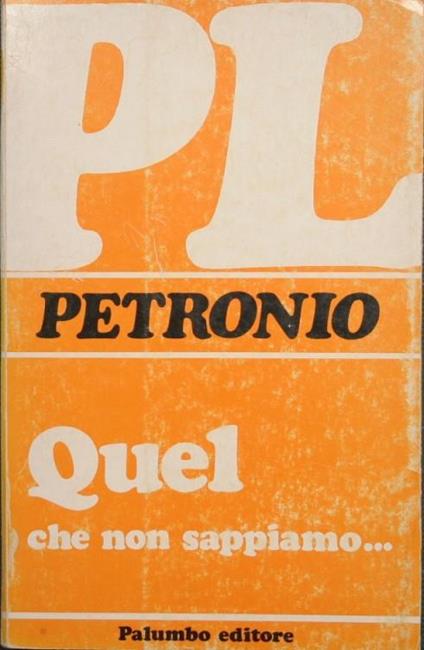 PL
PETRONIO
Quel
che non sappiamo...
Palumbo editore